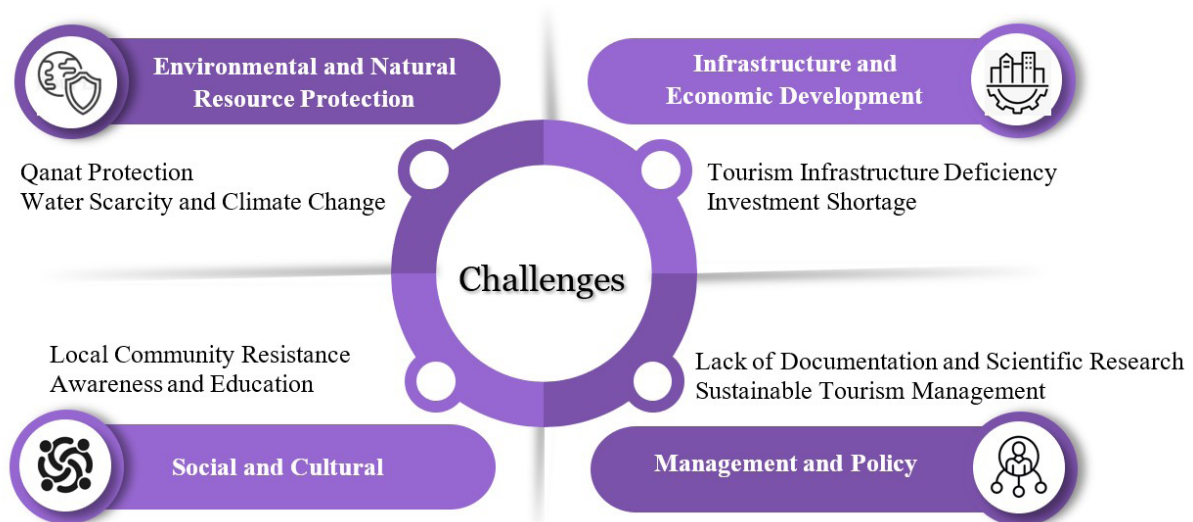 Environmental and Natural
Resource Protection
Qanat Protection
Water Scarcity and Climate Change
Infrastructure and
Economic Development
Tourism Infrastructure Deficiency
Investment Shortage
Challenges
Local Community Resistance
Awareness and Education
Social and Cultural
Lack of Documentation and Scientific Research
Sustainable Tourism Management
Management and Policy